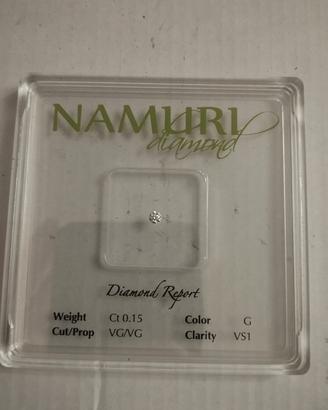 NAMURI
diamond
Diamond Report
Weight Ct 0.15 Color G
Cut/Prop VG/VG Clarity VS1